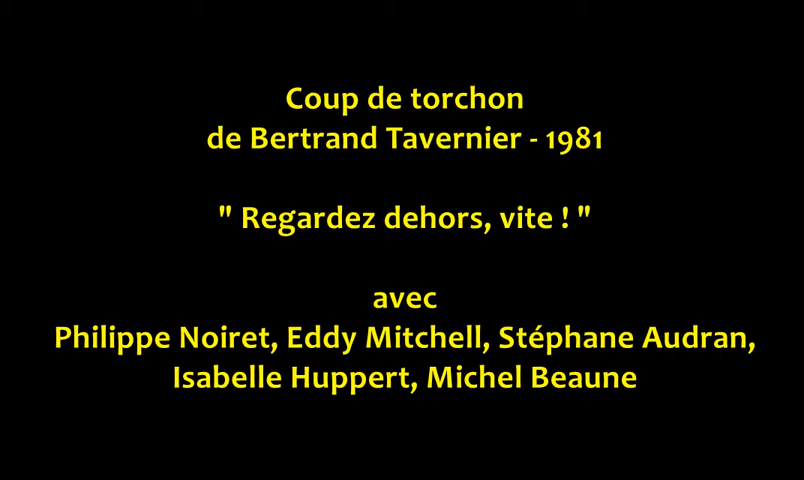 Coup de torchon
de Bertrand Tavernier - 1981
" Regardez dehors, vite ! "
avec
Philippe Noiret, Eddy Mitchell, Stéphane Audran,
Isabelle Huppert, Michel Beaune